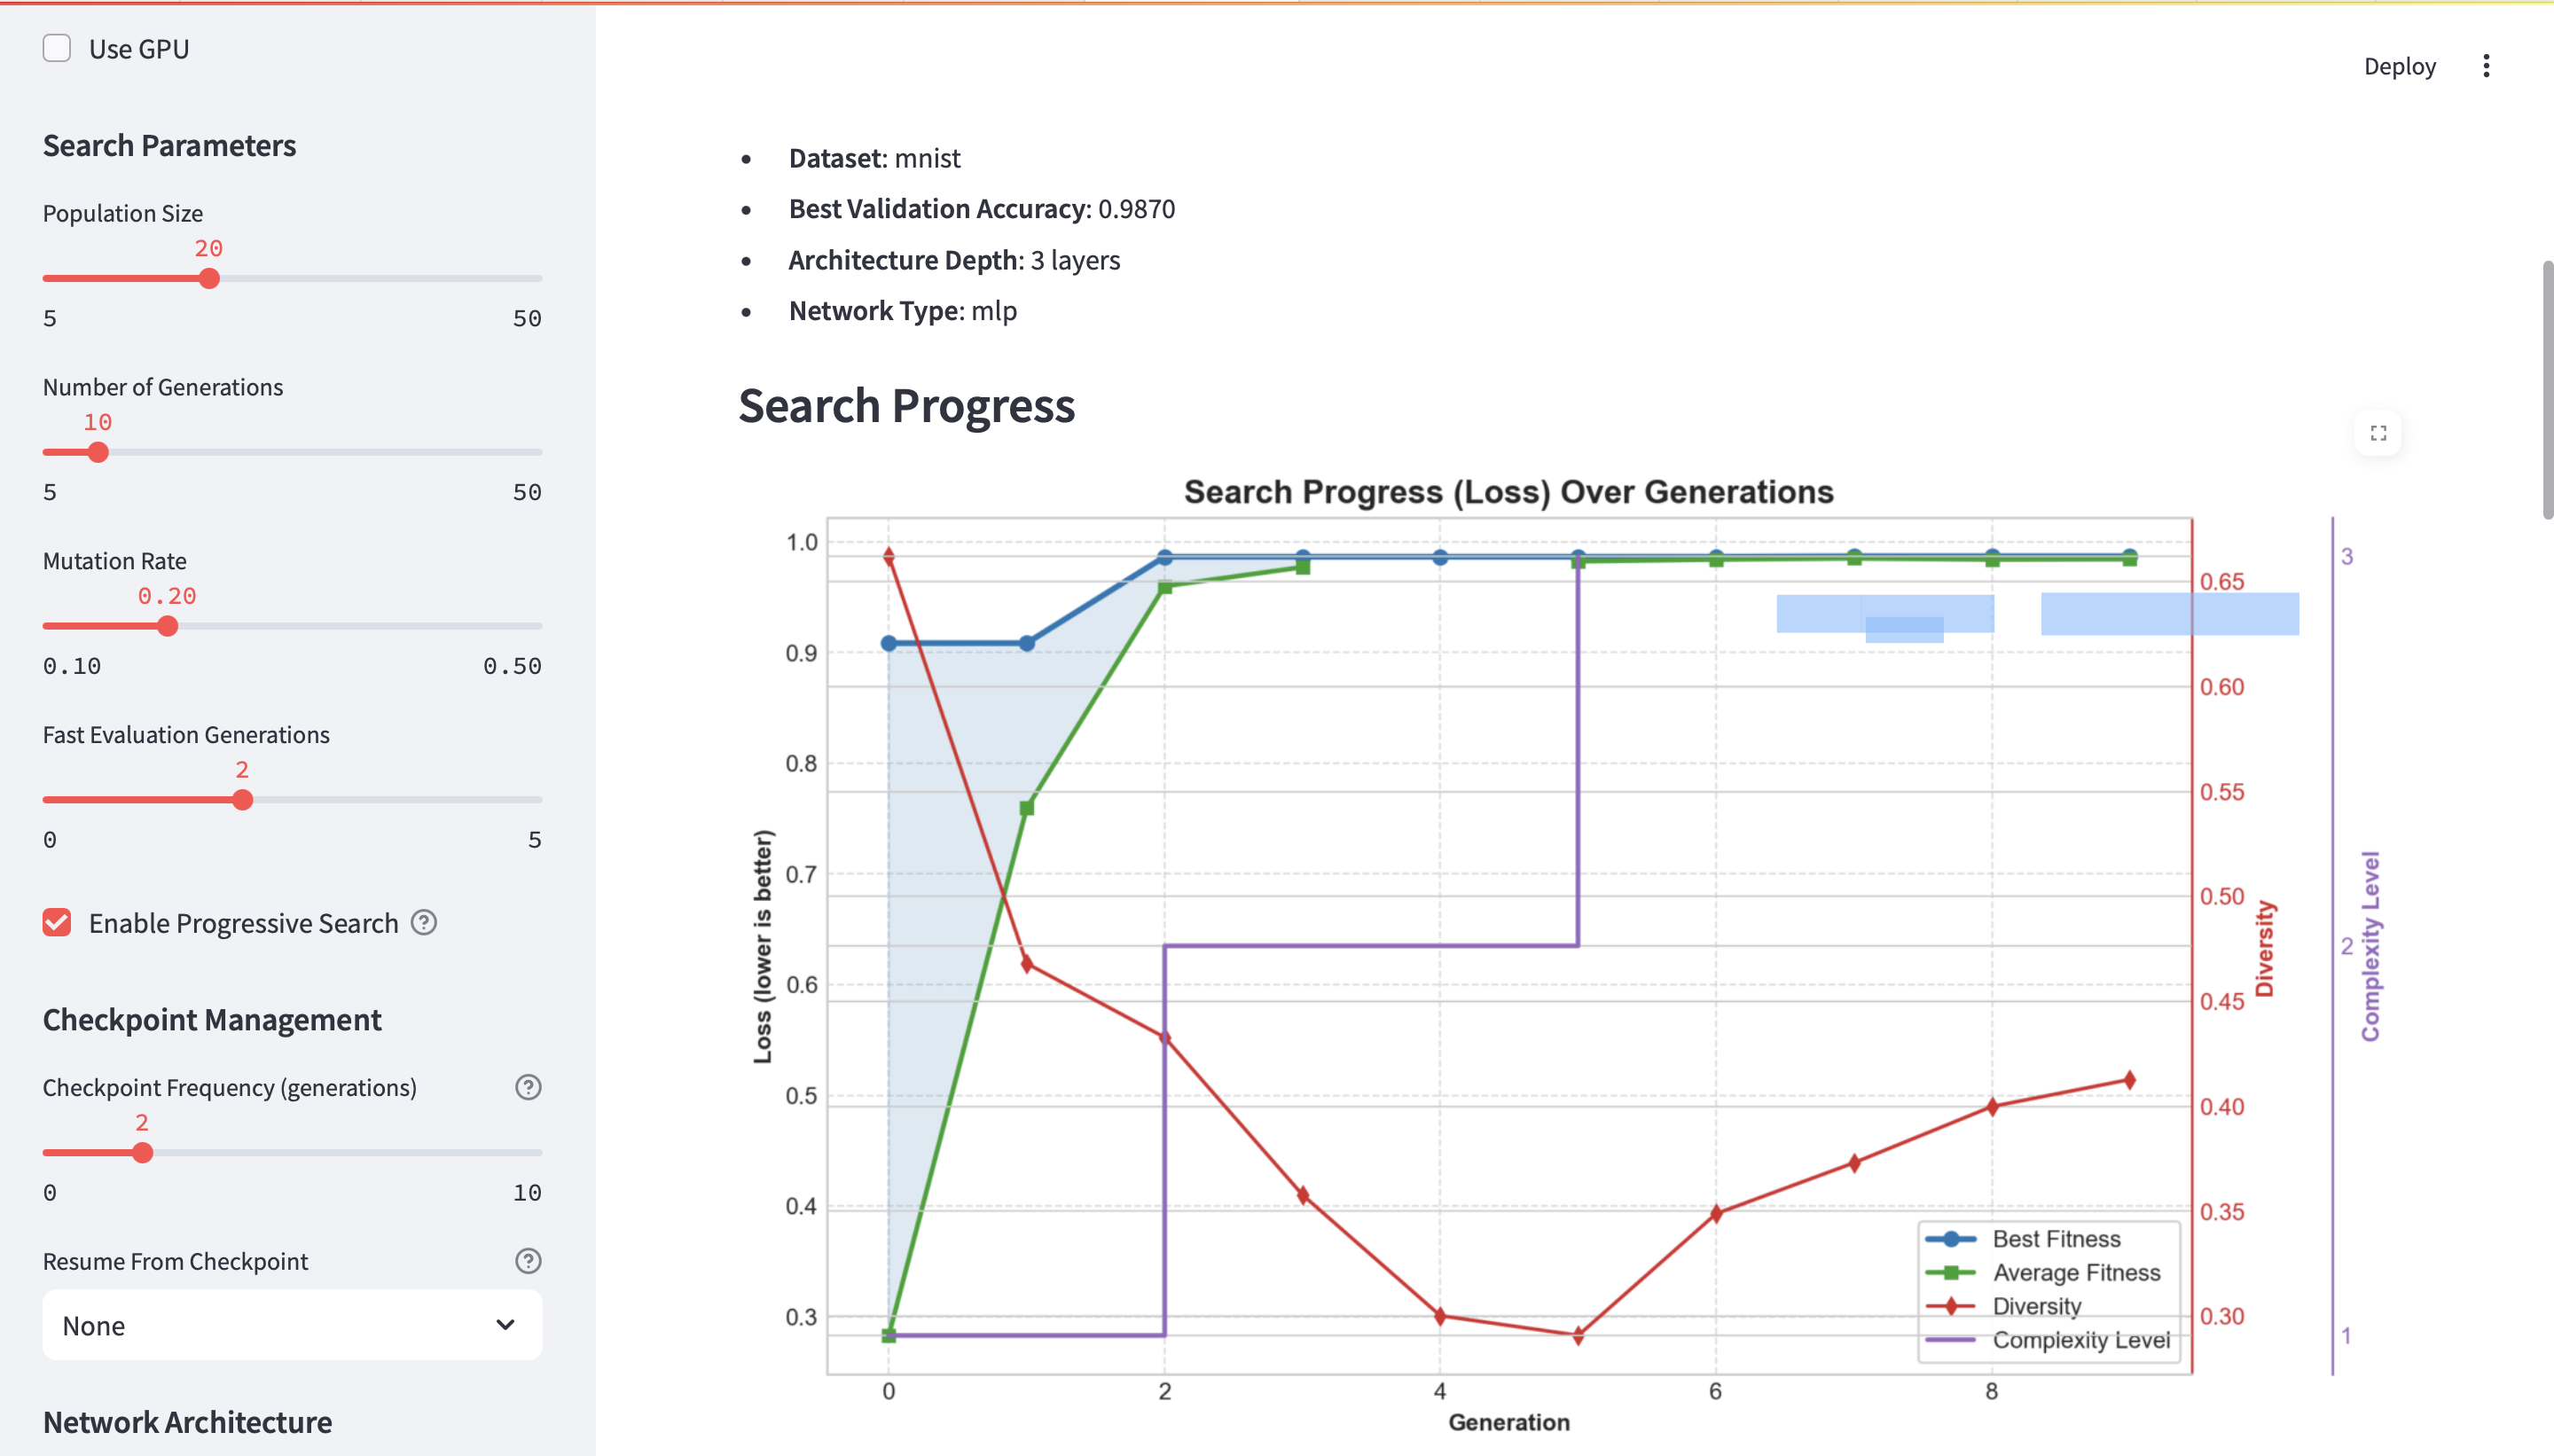 Use GPU
Search Parameters
Population Size
20
5 50
Number of Generations
10
5 50
Mutation Rate
0.20
0.10 0.50
Fast Evaluation Generations
2
0 5
Enable Progressive Search
Checkpoint Management
Checkpoint Frequency (generations)
2
0 10
Resume From Checkpoint
None
Network Architecture
Deploy
Dataset: mnist
Best Validation Accuracy: 0.9870
Architecture Depth: 3 layers
Network Type: mlp
Search Progress
Search Progress (Loss) Over Generations
Loss (lower is better)
1.0
0.9
0.8
0.7
0.6
0.5
0.4
0.3
0 2 4 6 8
Generation
0.65
0.60
0.55
0.50
0.45
0.40
0.35
0.30
Diversity
3
2
1
Complexity Level
Best Fitness
Average Fitness
Diversity
Complexity Level